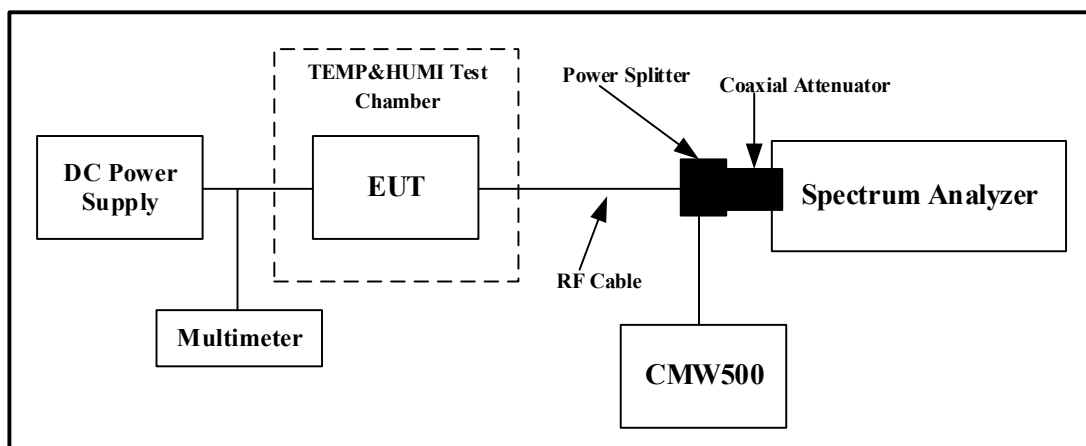 TEMP&HUMI Test
Chamber
Power Splitter
Coaxial Attenuator
DC Power
Supply
EUT
Spectrum Analyzer
RF Cable
Multimeter
CMW500